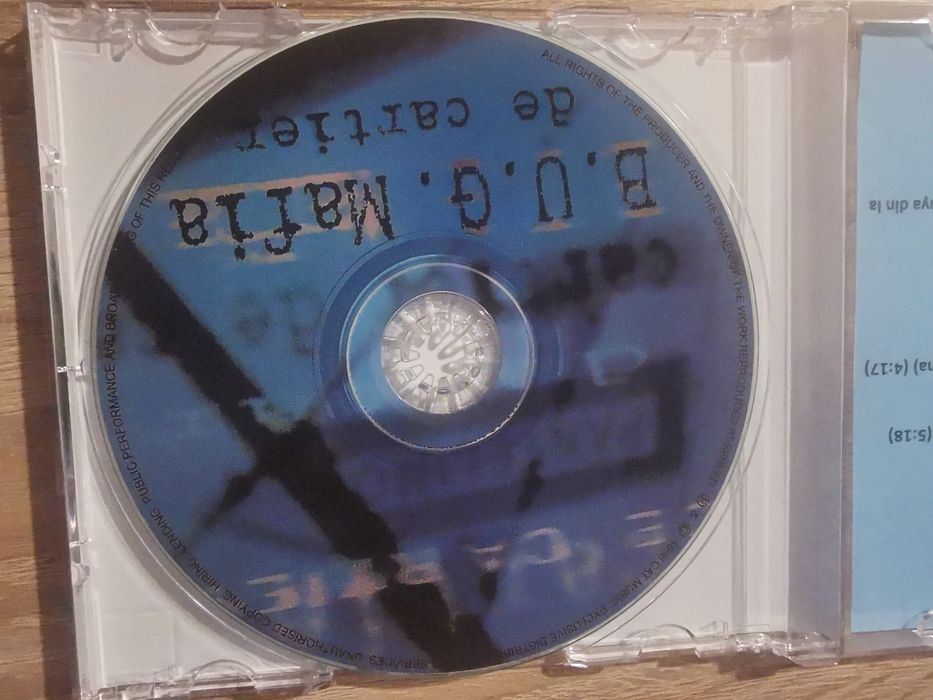 B.U.G. Mafia
de cartier
ALL RIGHTS OF THE PRODUCER AND THE OWNER OF THE WORK REPRODUCED RESERVED
CAT MUSIC EXCLUSIVE
SERVICES UNAUTHORISED COPYING, HIRING, LENDING, PUBLIC PERFORMANCE AND
OF THIS
(5:18)
(4:17)
din la